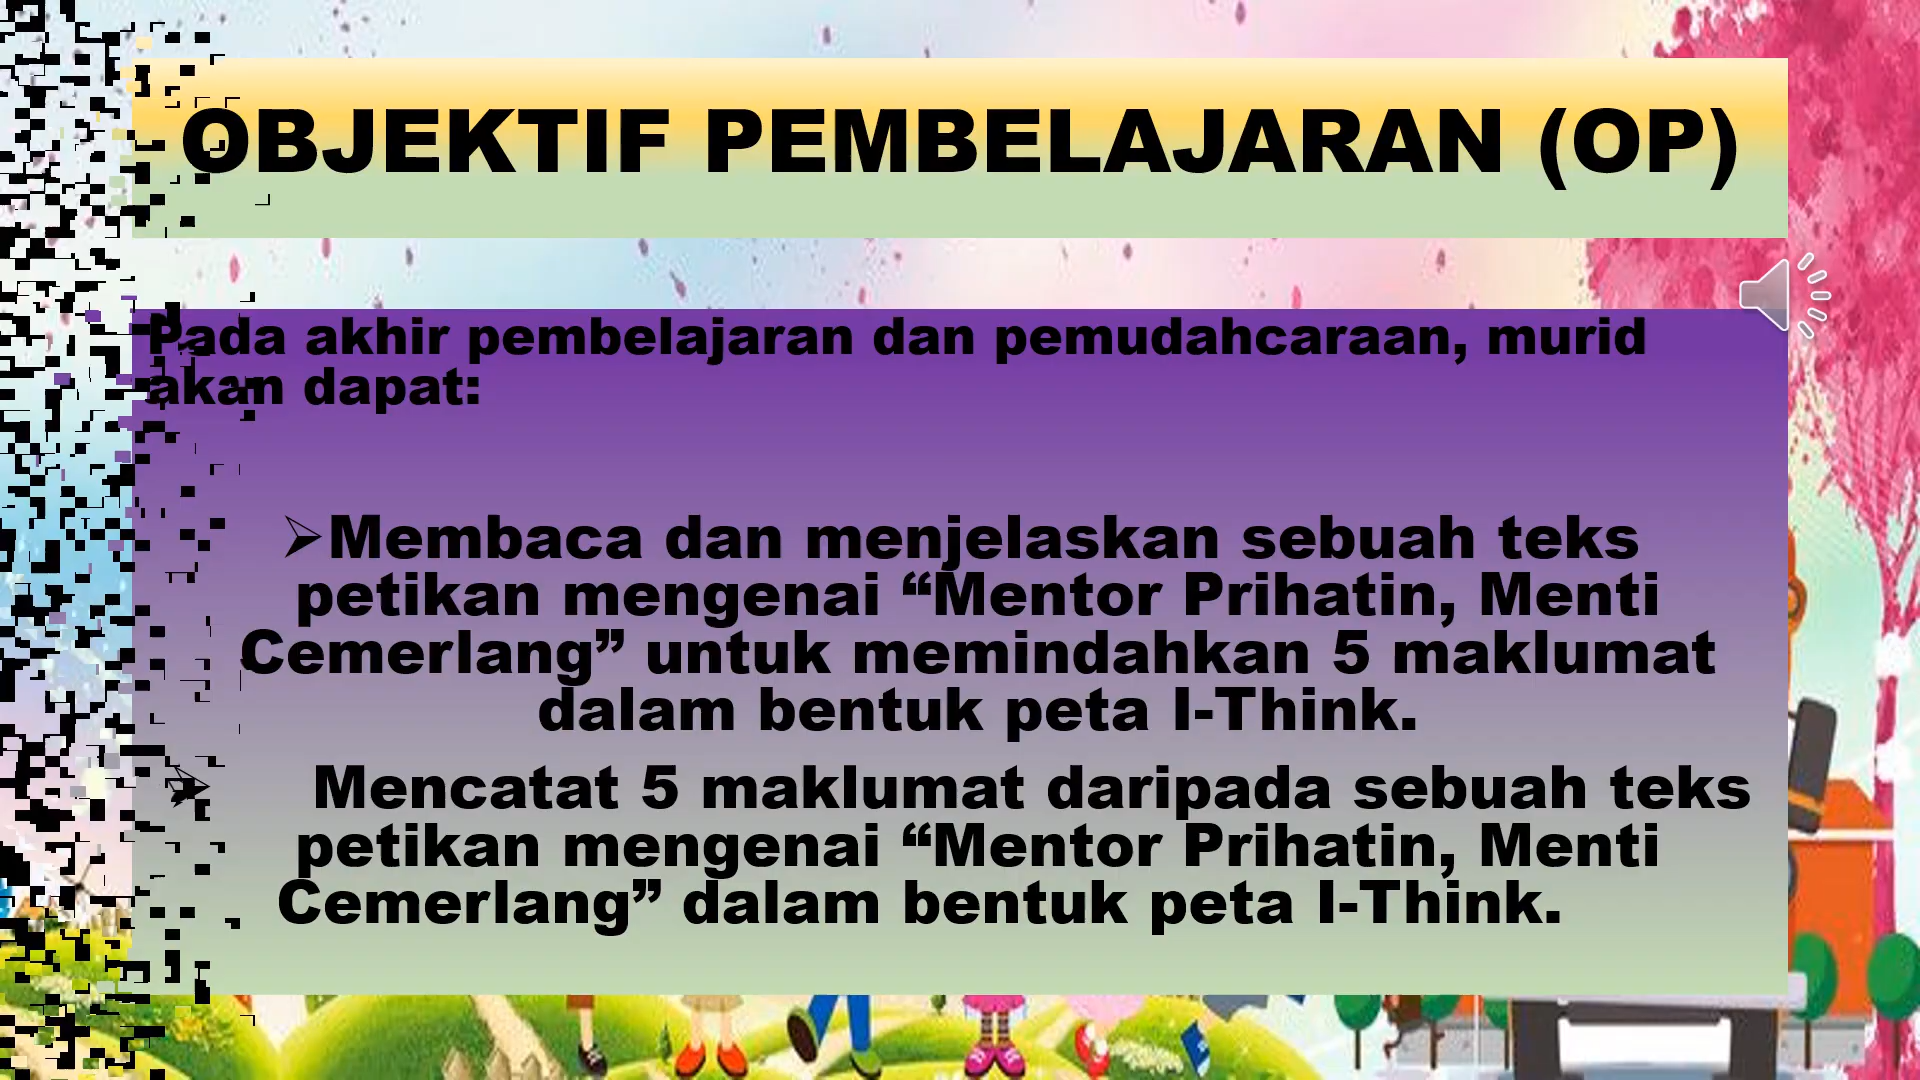 OBJEKTIF PEMBELAJARAN (OP)
Pada akhir pembelajaran dan pemudahcaraan, murid
akan dapat:
➢Membaca dan menjelaskan sebuah teks
petikan mengenai “Mentor Prihatin, Menti
Cemerlang” untuk memindahkan 5 maklumat
dalam bentuk peta I-Think.
➢ Mencatat 5 maklumat daripada sebuah teks
petikan mengenai “Mentor Prihatin, Menti
Cemerlang” dalam bentuk peta I-Think.